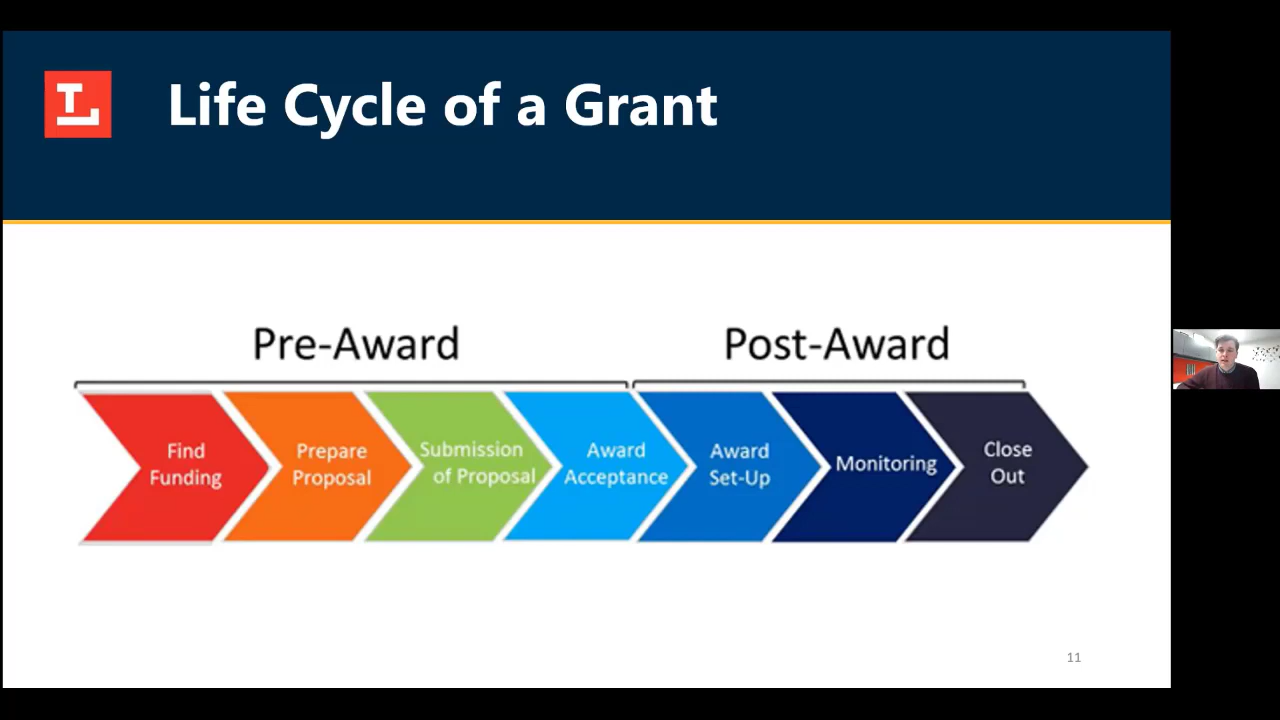 TL
Life Cycle of a Grant
Pre-Award
Post-Award
Find
Funding
Prepare
Proposal
Submission
of Proposal
Award
Acceptance
Award
Set-Up
Monitoring
Close
Out
11